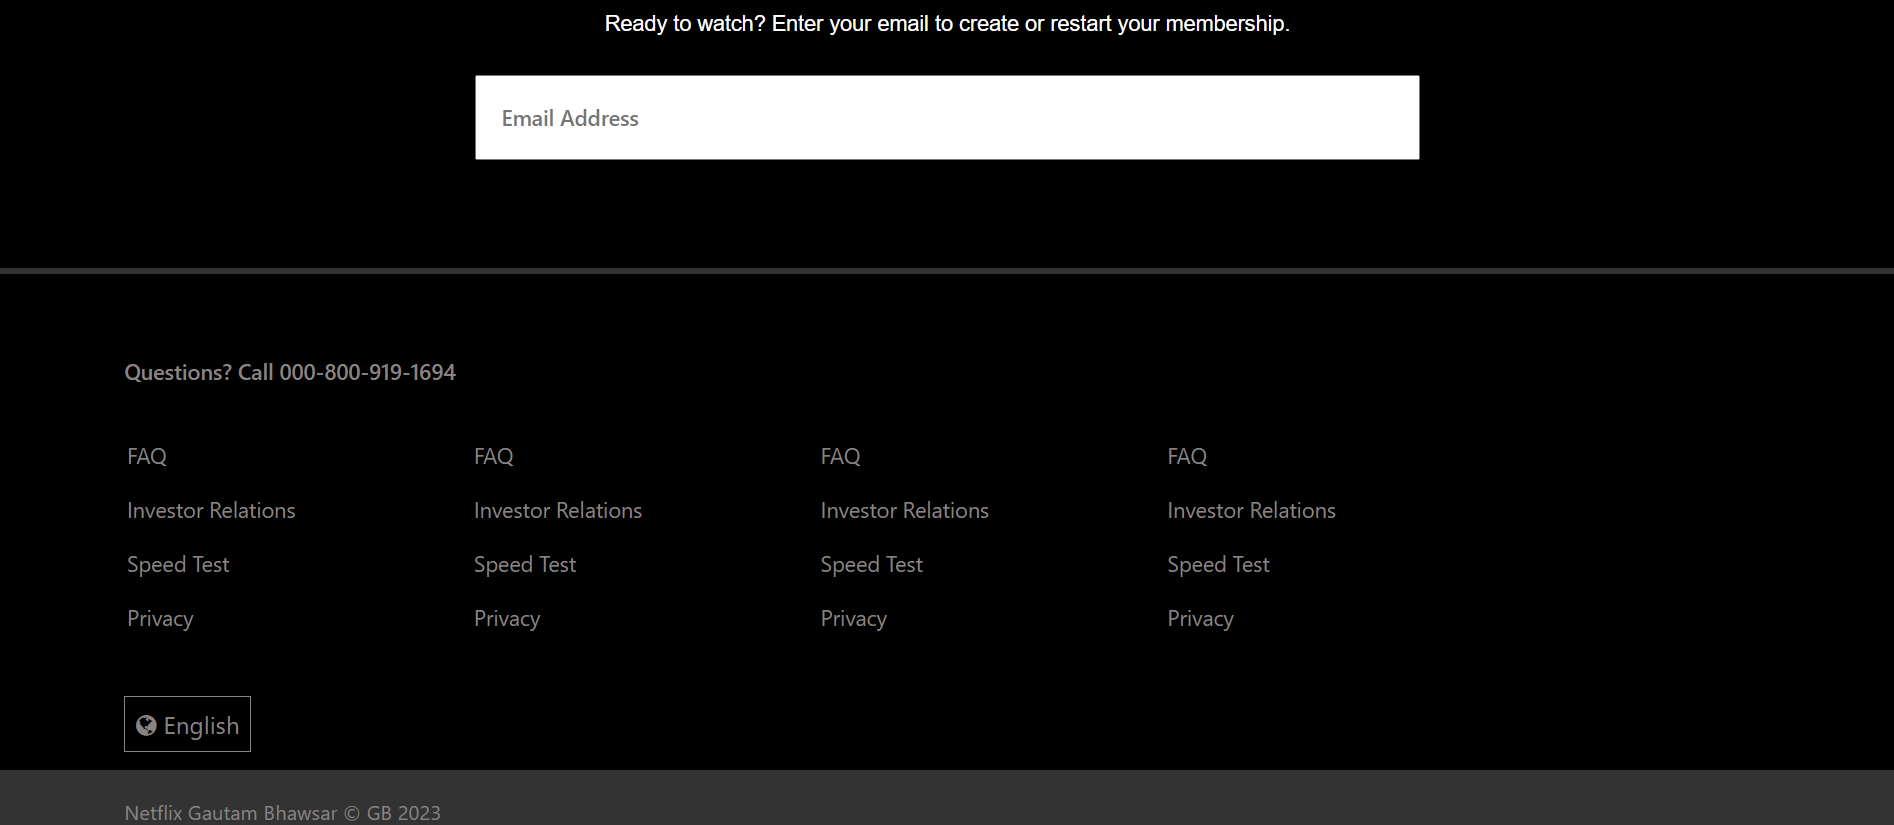 Ready to watch? Enter your email to create or restart your membership.
Email Address
Questions? Call 000-800-919-1694
FAQ FAQ FAQ FAQ
Investor Relations Investor Relations Investor Relations Investor Relations
Speed Test Speed Test Speed Test Speed Test
Privacy Privacy Privacy Privacy
English
Netflix Gautam Bhawsar © GB 2023